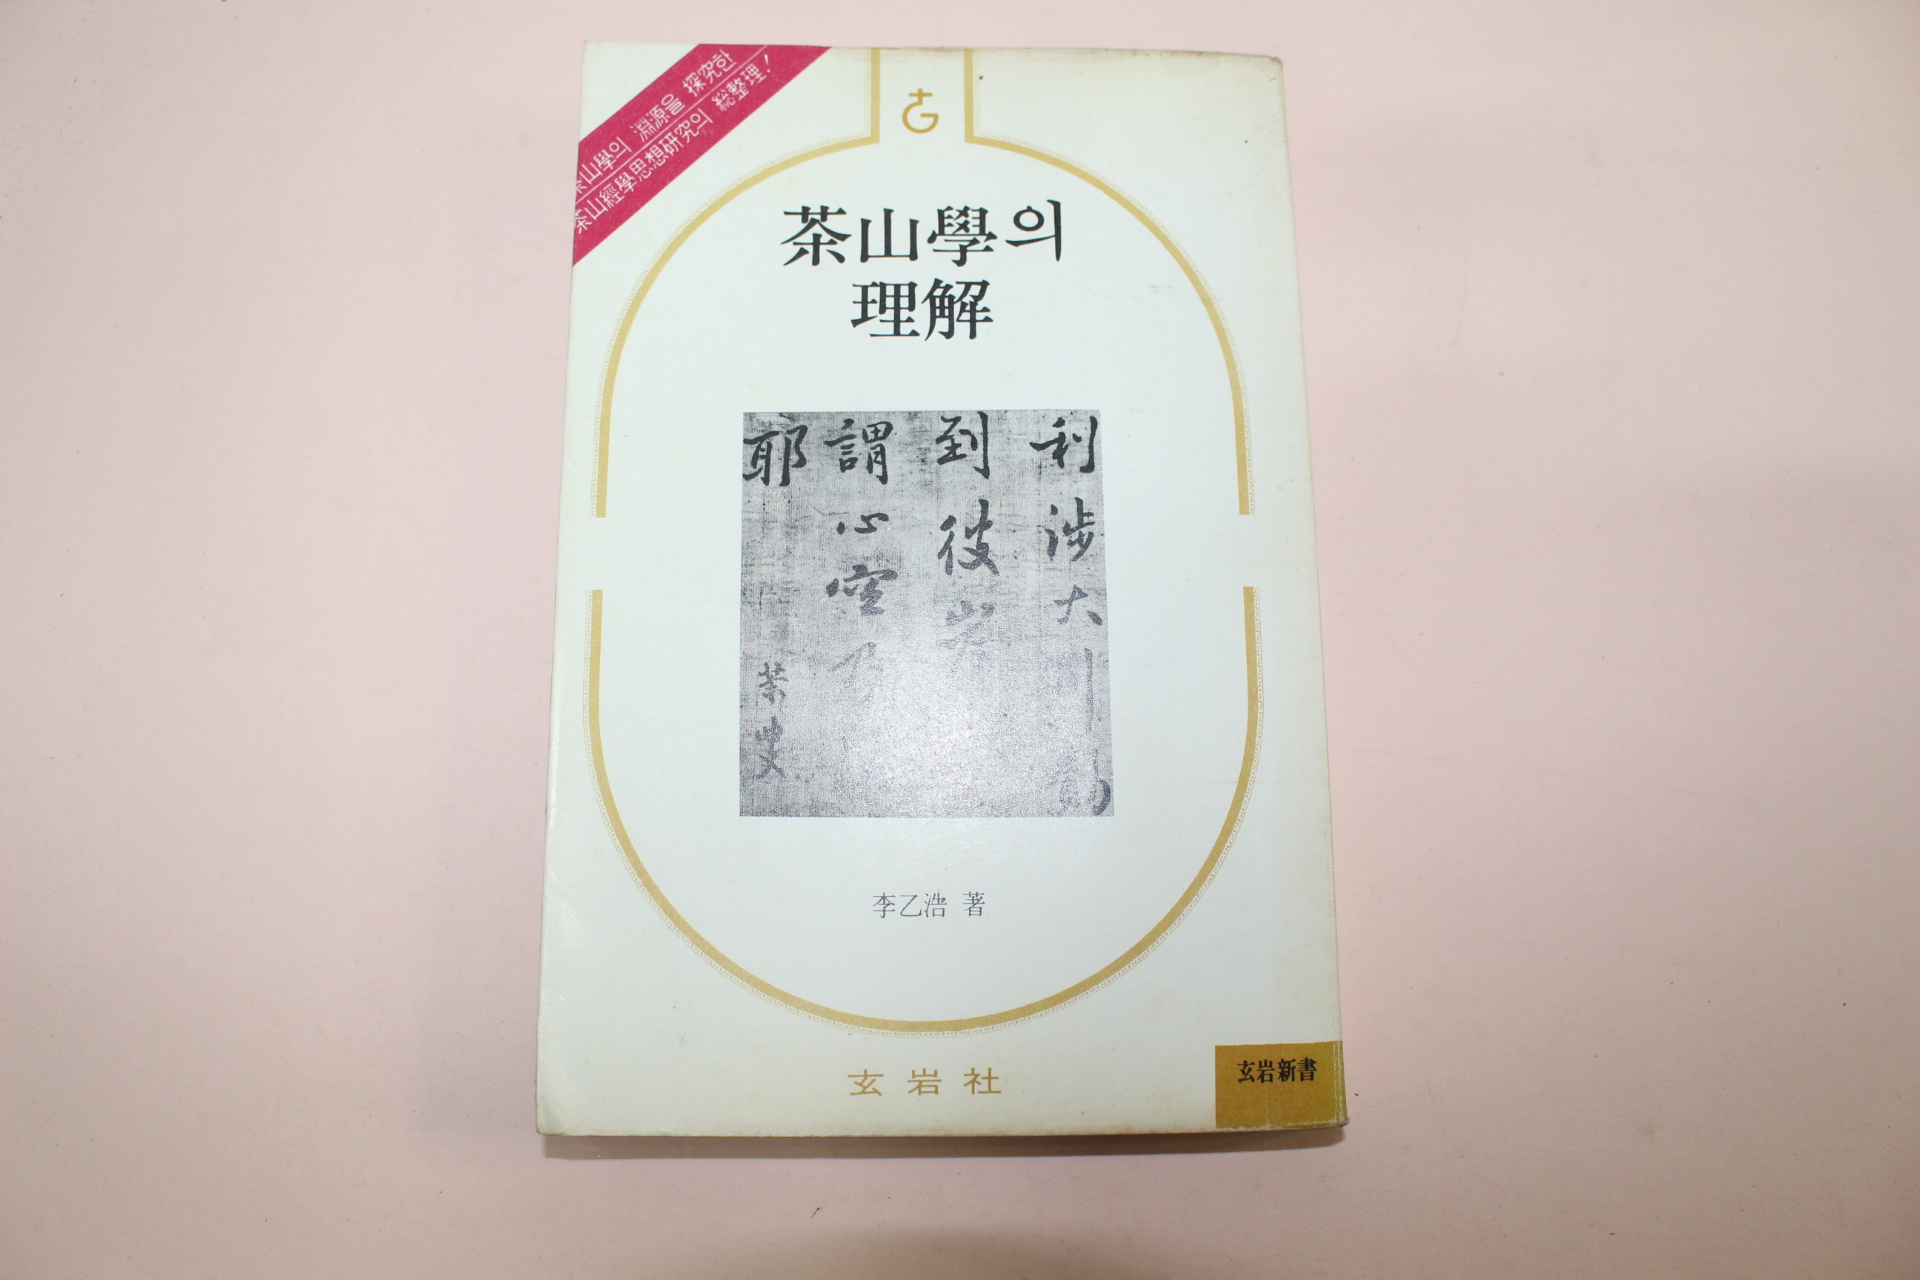 茶山學의 淵源을 探究한
茶山經學思想硏究의 総整理!
茶山學의
理解
利涉大川
到彼岸
謂心空
耶
茶叟
李乙浩 著
玄岩社
玄岩新書